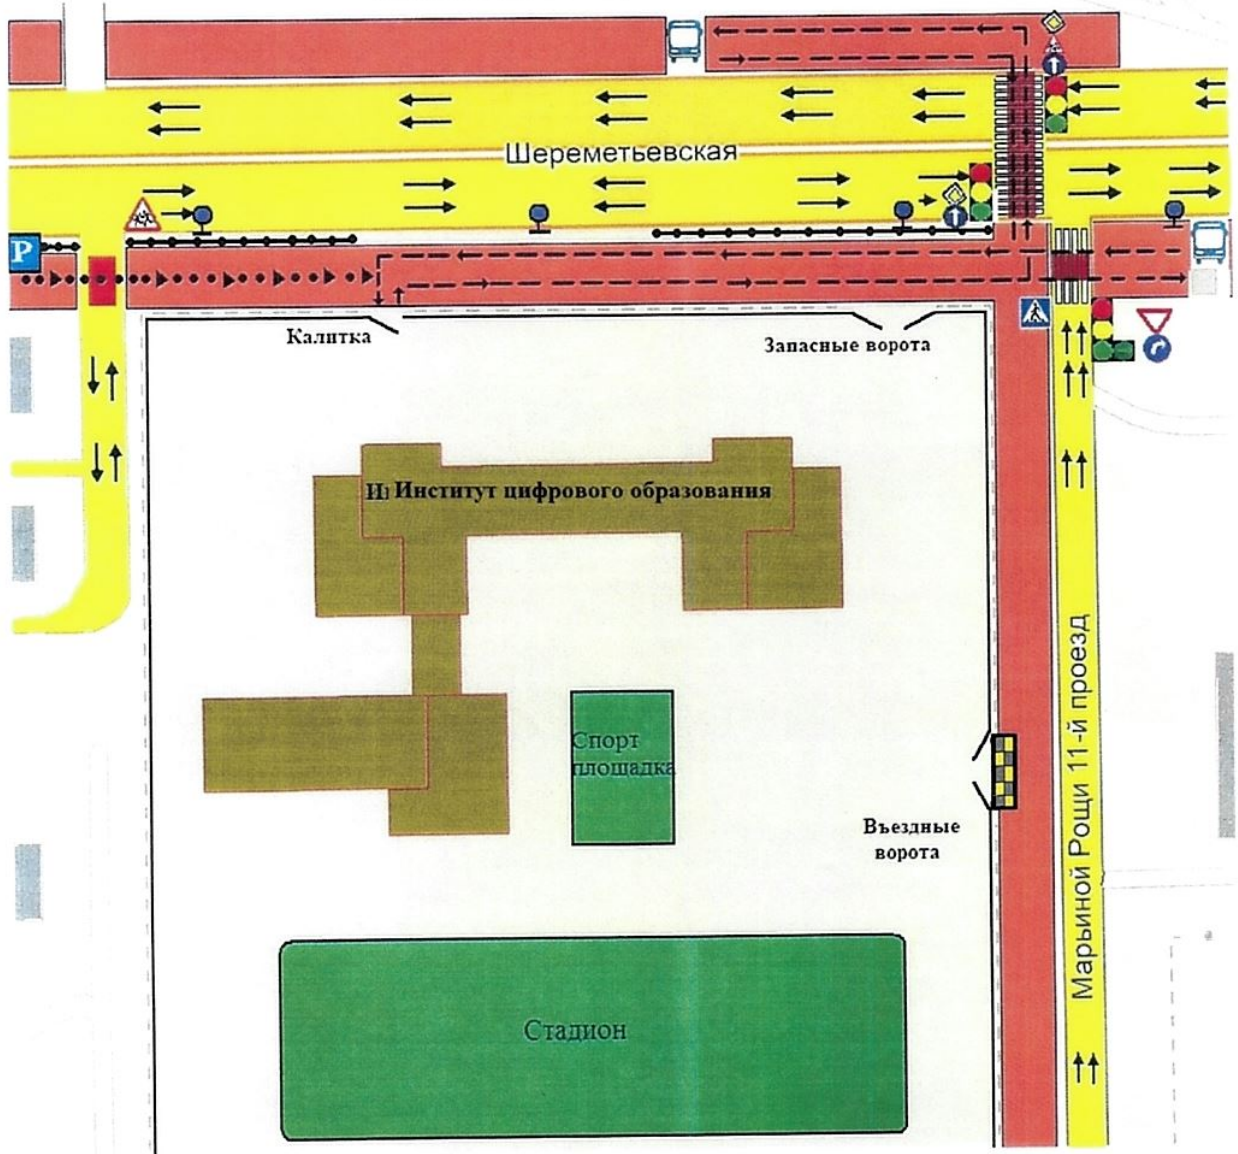 Шереметьевская
P
Калитка
Запасные ворота
И Институт цифрового образования
Спорт
площадка
Марьиной Рощи 11-й проезд
Въездные
ворота
Стадион